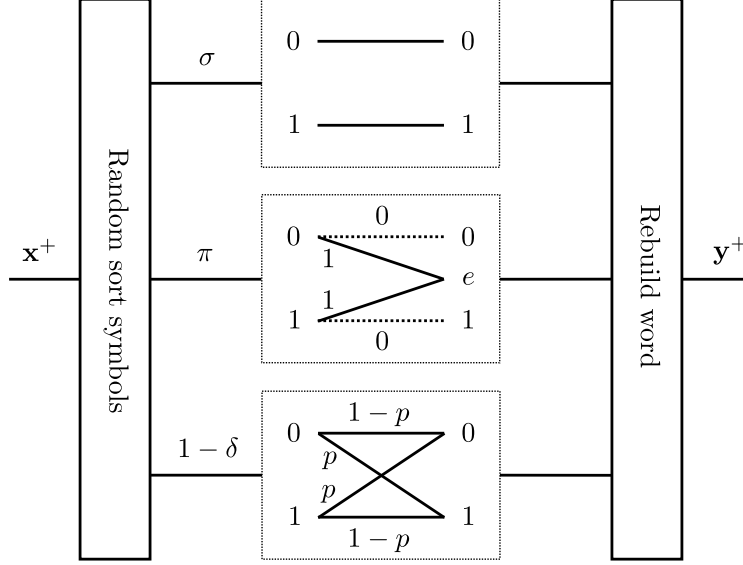 x⁺
Random sort symbols
σ
0 0
1 1
π
0
0 0
1
e
1
1 1
0
1 − δ
1 − p
0 0
p
p
1 1
1 − p
Rebuild word
y⁺